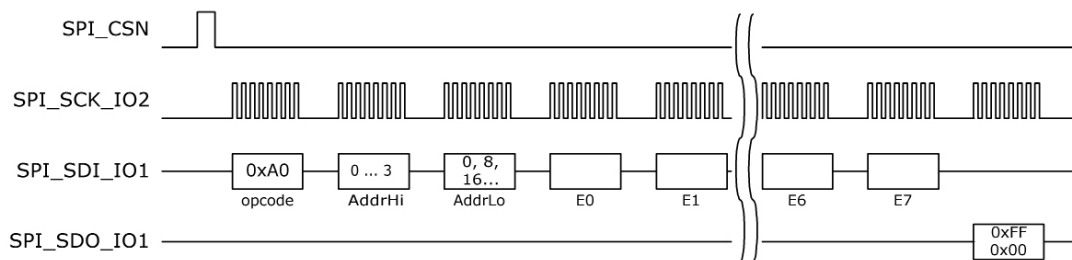 SPI_CSN
SPI_SCK_IO2
SPI_SDI_IO1
0xA0
opcode
0 ... 3
AddrHi
0, 8,
16...
AddrLo
E0
E1
E6
E7
SPI_SDO_IO1
0xFF
0x00